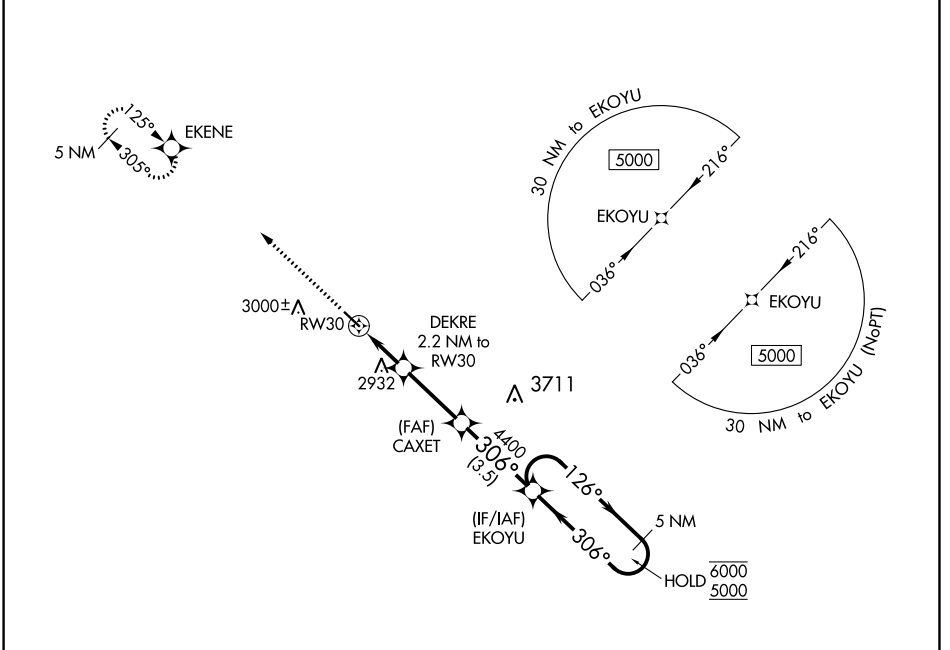 125°
EKENE
5 NM
305°
30 NM to EKOYU
5000
216°
EKOYU
036°
216°
EKOYU
036°
5000
30 NM to EKOYU (NoPT)
3000±
RW30
DEKRE
2.2 NM to
RW30
2932
3711
(FAF)
CAXET
4400
306°
(3.5)
126°
(IF/IAF)
EKOYU
5 NM
306°
HOLD 6000
5000